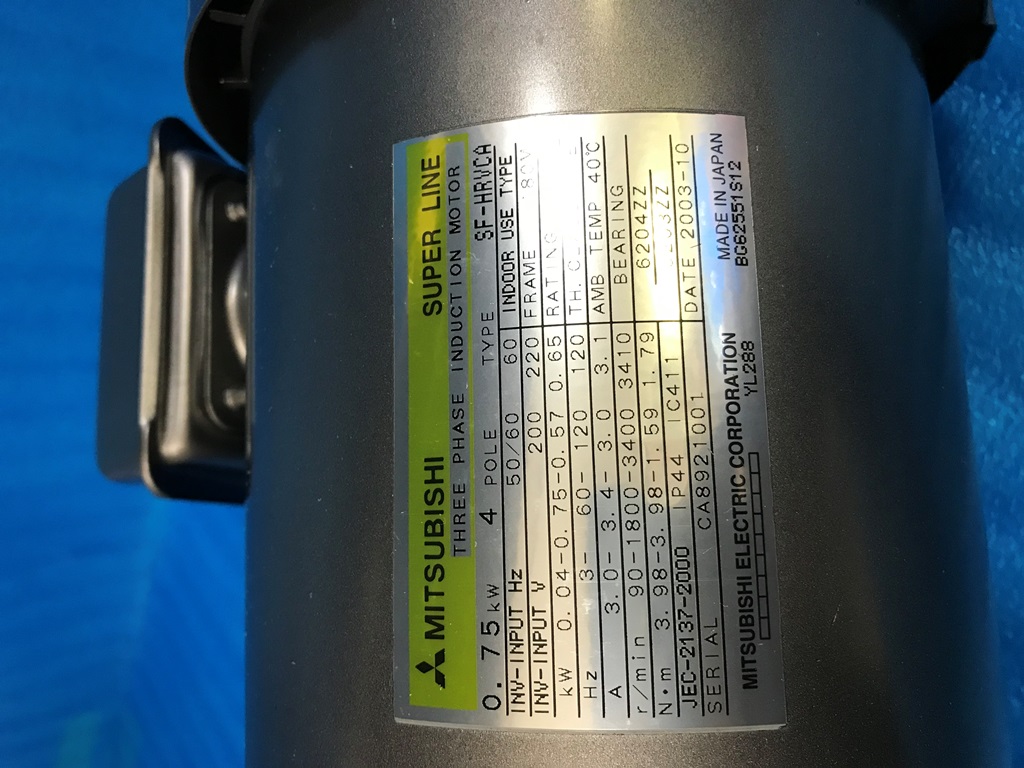 MITSUBISHI SUPER LINE
THREE PHASE INDUCTION MOTOR
0.75kW 4 POLE TYPE SF-HRVCA
INV-INPUT Hz 50/60 60 INDOOR USE TYPE
INV-INPUT V 200 220 FRAME 80
kW 0.04-0.75-0.57 0.65 RATING
Hz 3- 60- 120 120 TH.CL
A 3.0- 3.4- 3.0 3.1 AMB TEMP 40℃
r/min 90-1800-3400 3410 BEARING
N·m 3.98-3.98-1.59 1.79 6204ZZ
JEC-2137-2000 IP44 IC411
SERIAL CA8921001 DATE 2003-10
MITSUBISHI ELECTRIC CORPORATION MADE IN JAPAN
YL288 BG62551S12